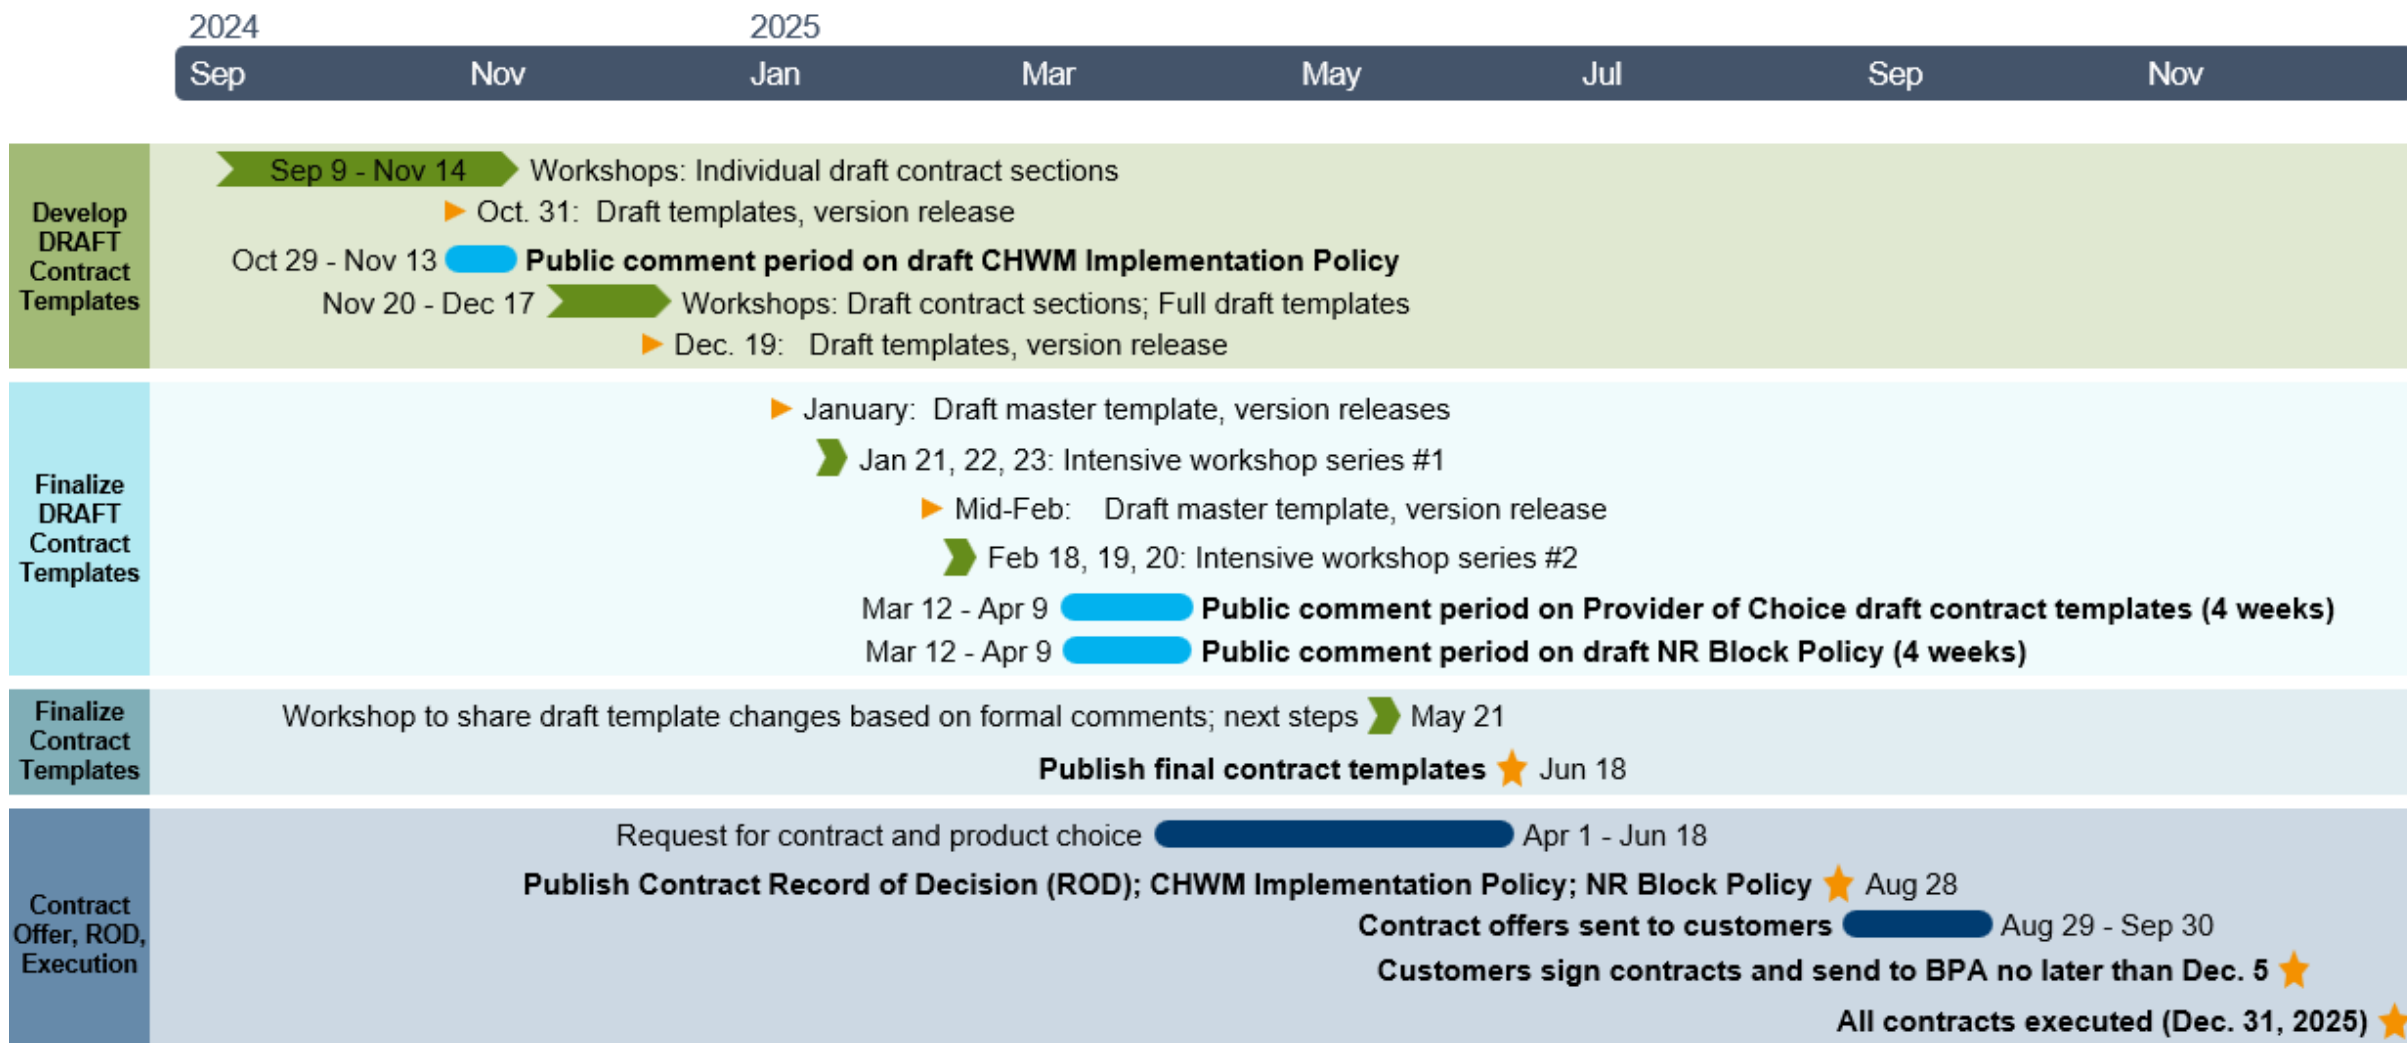 2024 2025
Sep Nov Jan Mar May Jul Sep Nov
Develop
DRAFT
Contract
Templates
Sep 9 - Nov 14 Workshops: Individual draft contract sections
Oct. 31: Draft templates, version release
Oct 29 - Nov 13 Public comment period on draft CHWM Implementation Policy
Nov 20 - Dec 17 Workshops: Draft contract sections; Full draft templates
Dec. 19: Draft templates, version release
Finalize
DRAFT
Contract
Templates
January: Draft master template, version releases
Jan 21, 22, 23: Intensive workshop series #1
Mid-Feb: Draft master template, version release
Feb 18, 19, 20: Intensive workshop series #2
Mar 12 - Apr 9 Public comment period on Provider of Choice draft contract templates (4 weeks)
Mar 12 - Apr 9 Public comment period on draft NR Block Policy (4 weeks)
Finalize
Contract
Templates
Workshop to share draft template changes based on formal comments; next steps May 21
Publish final contract templates Jun 18
Contract
Offer, ROD,
Execution
Request for contract and product choice Apr 1 - Jun 18
Publish Contract Record of Decision (ROD); CHWM Implementation Policy; NR Block Policy Aug 28
Contract offers sent to customers Aug 29 - Sep 30
Customers sign contracts and send to BPA no later than Dec. 5
All contracts executed (Dec. 31, 2025)